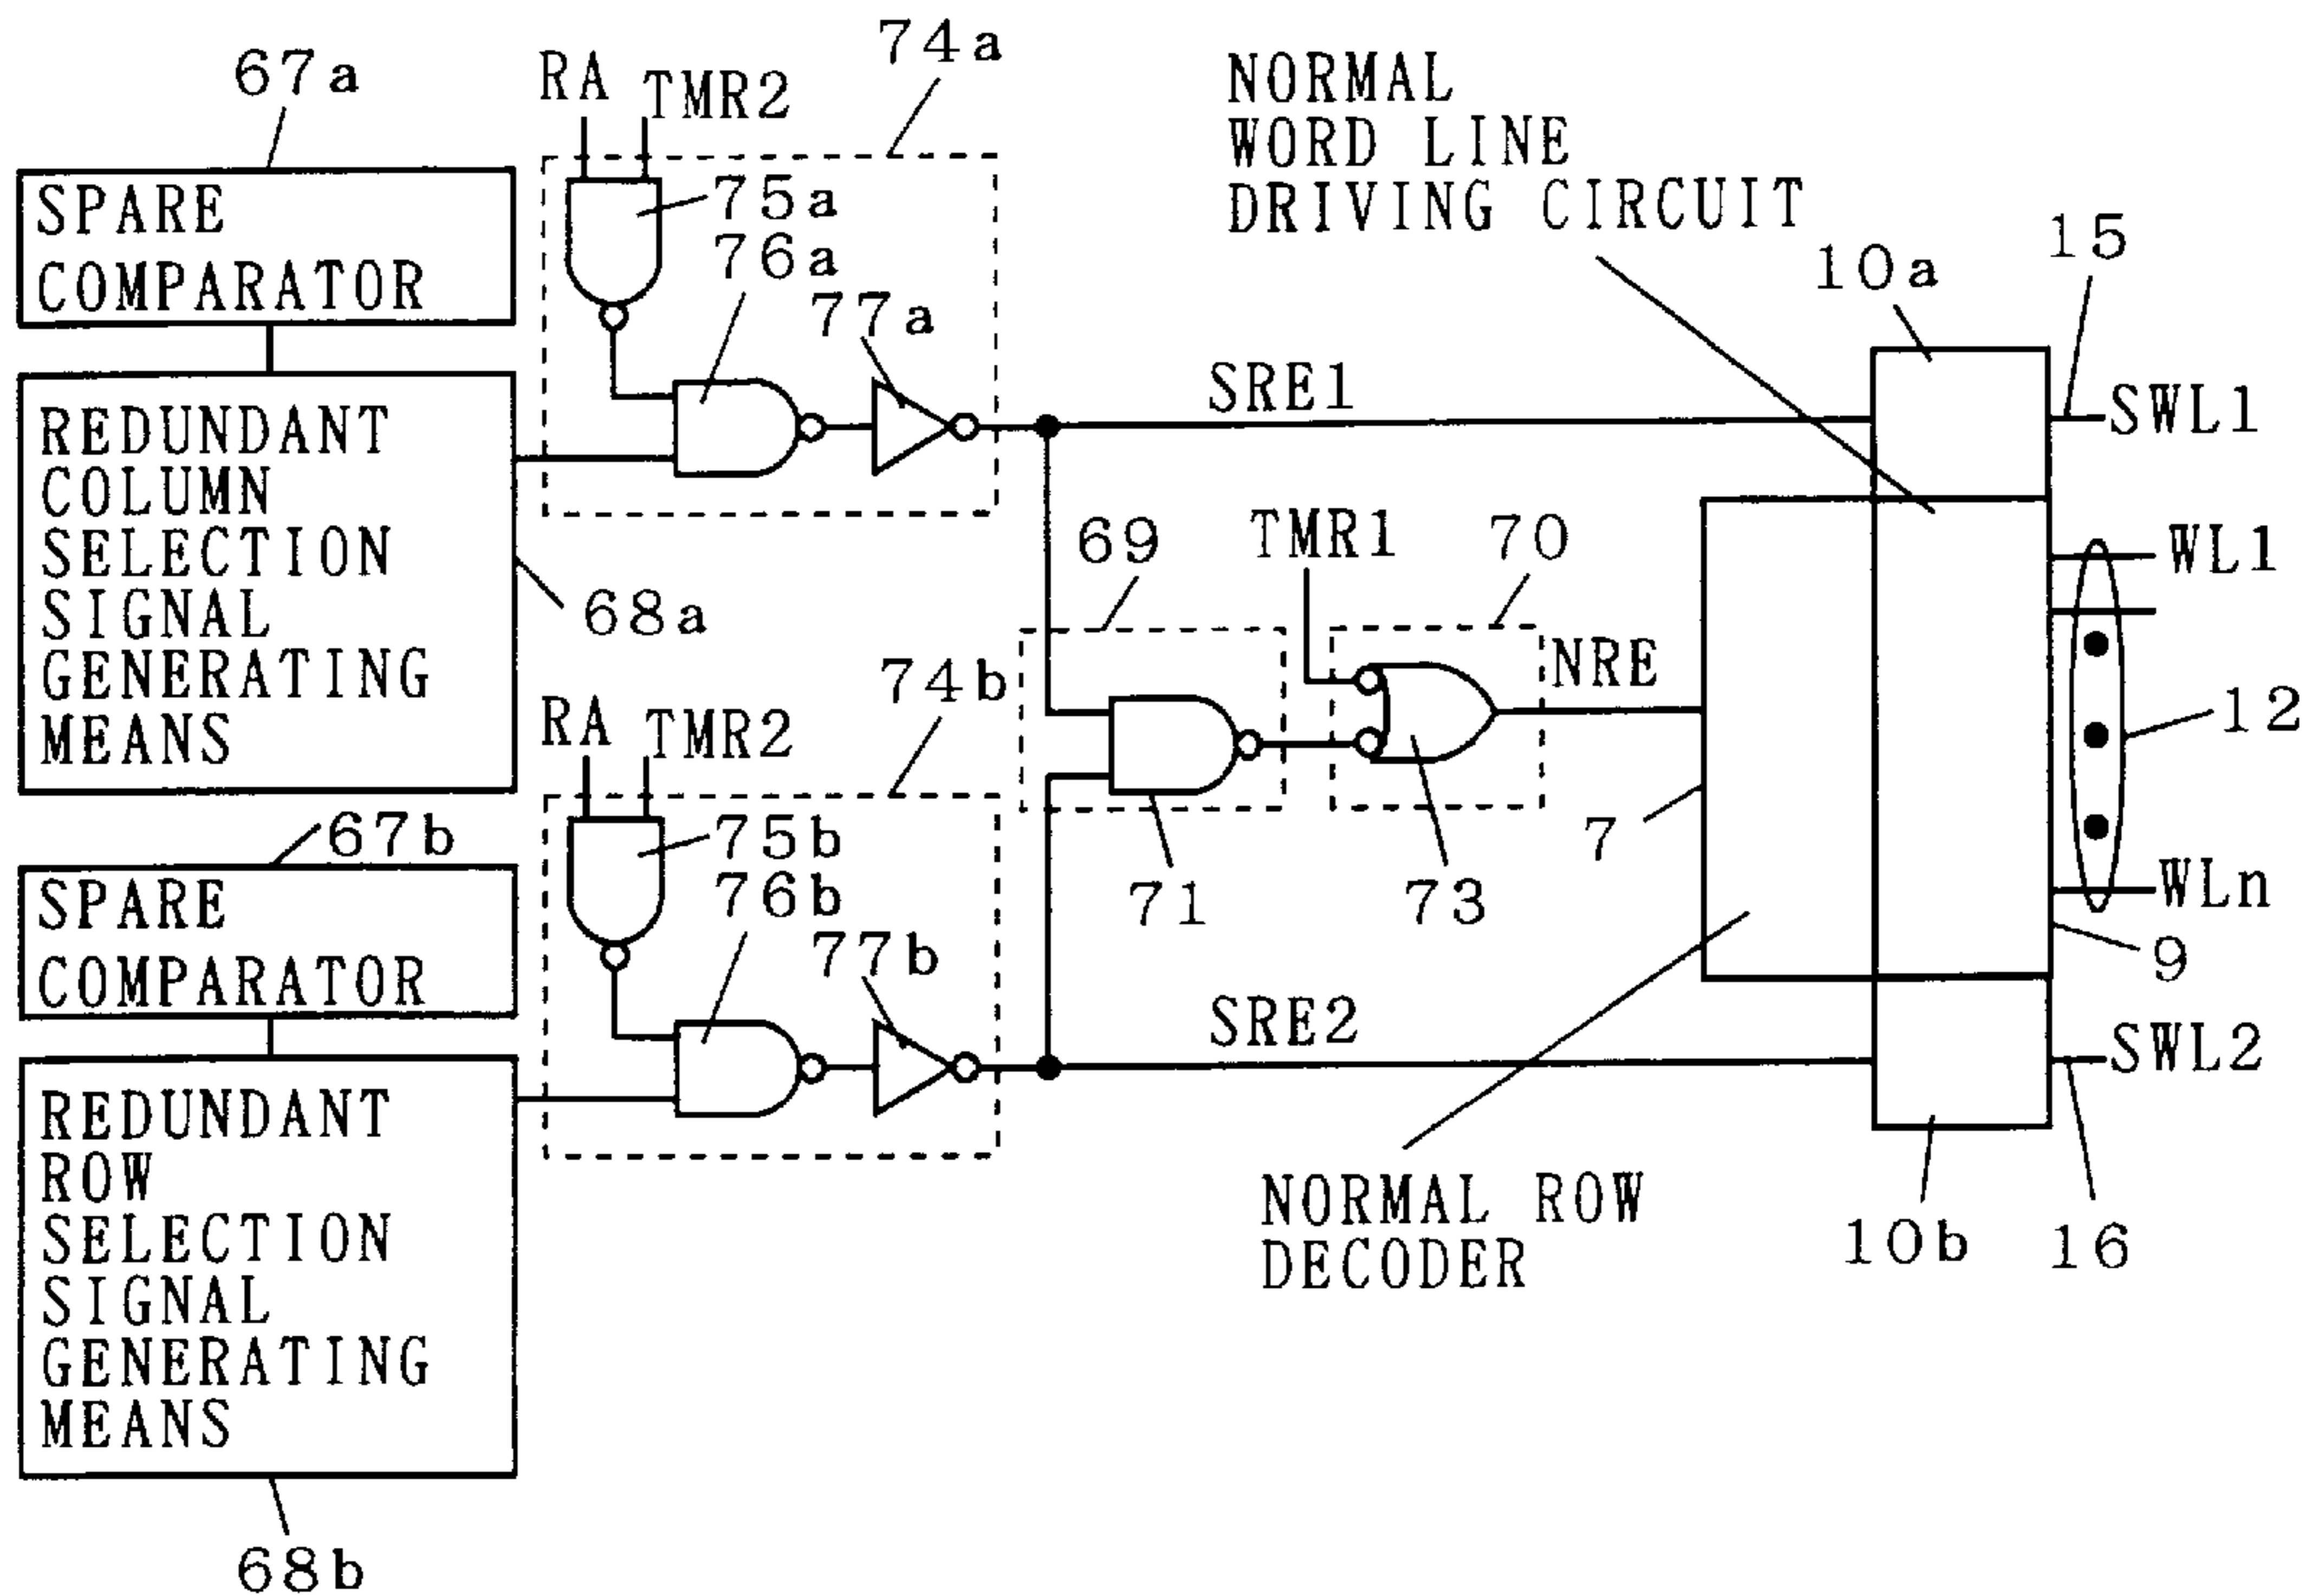 67a
SPARE
COMPARATOR
REDUNDANT
COLUMN
SELECTION
SIGNAL
GENERATING
MEANS
68a
RA
TMR2
74a
75a
76a
77a
NORMAL
WORD LINE
DRIVING CIRCUIT
10a
15
SRE1
SWL1
69
TMR1
70
NRE
WL1
12
7
71
73
WLn
9
67b
SPARE
COMPARATOR
REDUNDANT
ROW
SELECTION
SIGNAL
GENERATING
MEANS
68b
RA
TMR2
74b
75b
76b
77b
SRE2
SWL2
NORMAL ROW
DECODER
10b
16